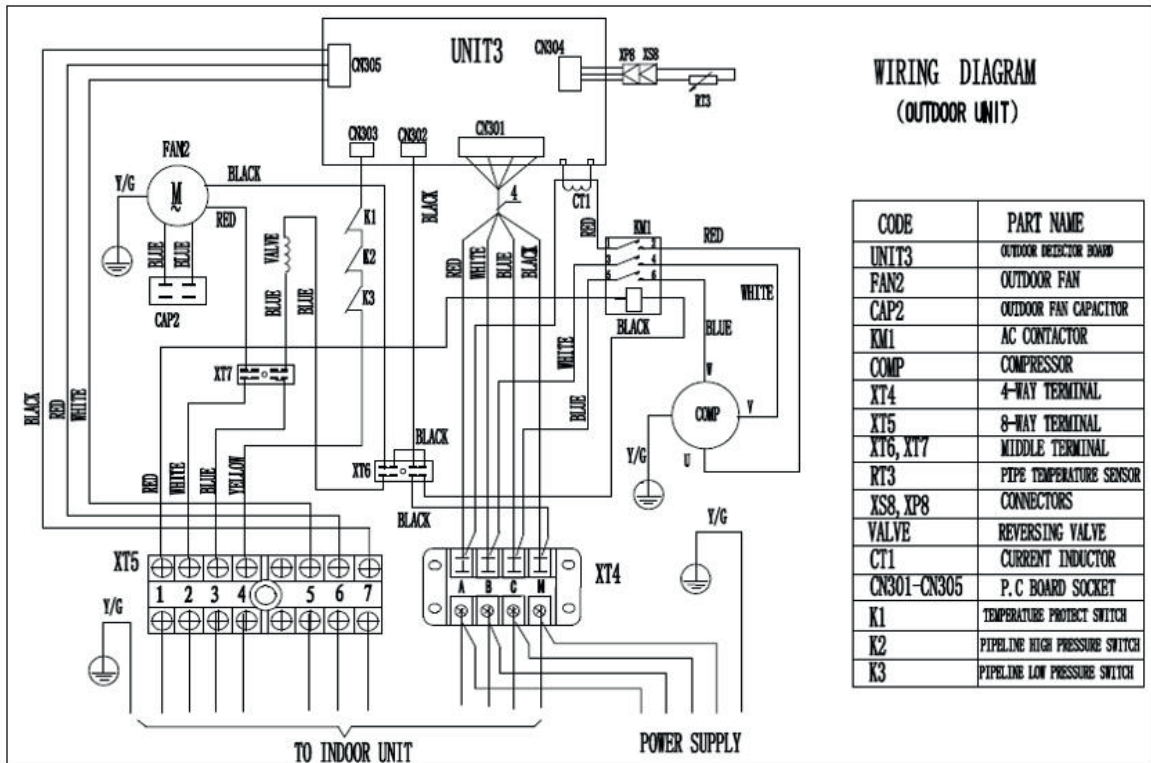 WIRING DIAGRAM
(OUTDOOR UNIT)
UNIT3
CN305
CN304
XP8 XS8
RT3
CN303
CN302
CN301
4
CT1
FAN2
M
~
Y/G
BLACK
RED
BLUE
BLUE
CAP2
VALVE
BLUE
BLUE
K1
K2
K3
BLACK
RED
WHITE
BLUE
BLACK
RED
KM1
1 2
3 4
5 6
RED
WHITE
BLACK
BLUE
WHITE
BLUE
W
COMP
V
U
Y/G
XT7
XT6
BLACK
BLACK
BLACK
RED
WHITE
RED
WHITE
BLUE
YELLOW
XT5
1 2 3 4 5 6 7
Y/G
XT4
A B C M
Y/G
TO INDOOR UNIT
POWER SUPPLY
CODE PART NAME
UNIT3 OUTDOOR DETECTOR BOARD
FAN2 OUTDOOR FAN
CAP2 OUTDOOR FAN CAPACITOR
KM1 AC CONTACTOR
COMP COMPRESSOR
XT4 4-WAY TERMINAL
XT5 8-WAY TERMINAL
XT6,XT7 MIDDLE TERMINAL
RT3 PIPE TEMPERATURE SENSOR
XS8,XP8 CONNECTORS
VALVE REVERSING VALVE
CT1 CURRENT INDUCTOR
CN301-CN305 P.C BOARD SOCKET
K1 TEMPERATURE PROTECT SWITCH
K2 PIPELINE HIGH PRESSURE SWITCH
K3 PIPELINE LOW PRESSURE SWITCH